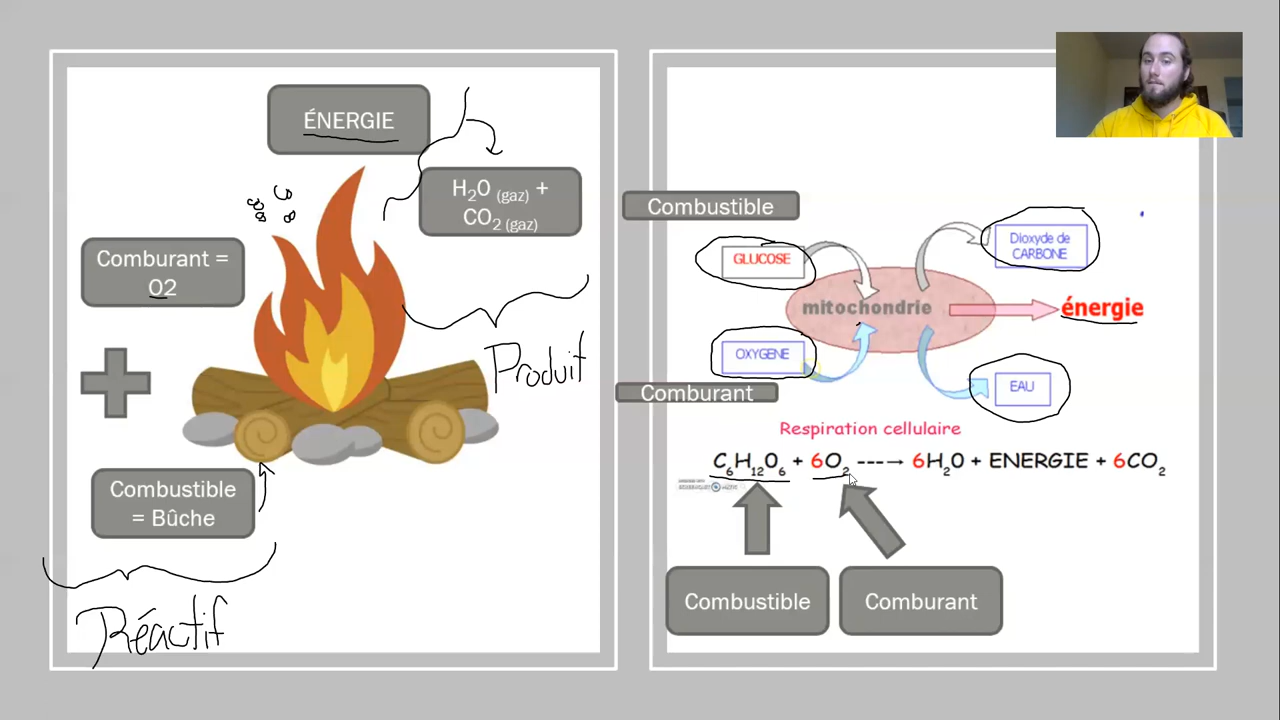 ÉNERGIE
H₂O (gaz) +
CO₂ (gaz)
Comburant =
O2
Combustible
= Bûche
Produit
Réactif
Combustible
GLUCOSE
Dioxyde de
CARBONE
mitochondrie
énergie
OXYGENE
EAU
Comburant
Respiration cellulaire
C₆H₁₂O₆ + 6O₂ ---→ 6H₂O + ENERGIE + 6CO₂
Combustible
Comburant